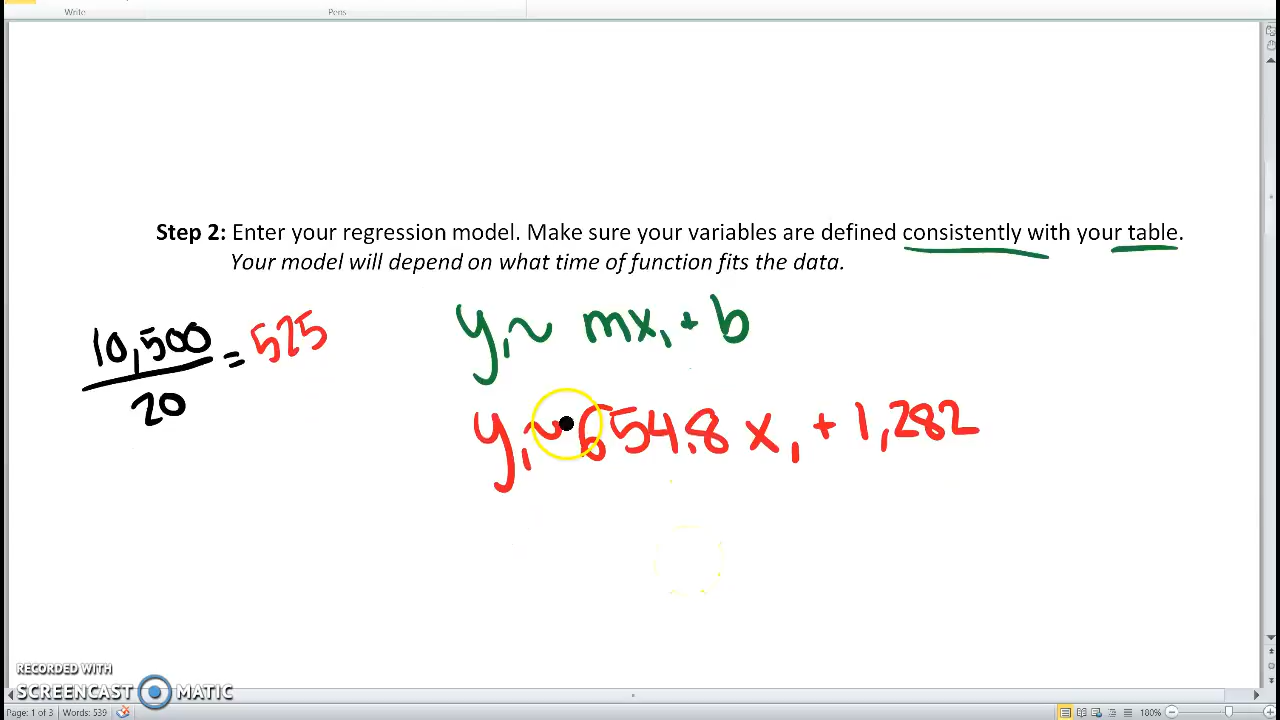 Write Pens
Step 2: Enter your regression model. Make sure your variables are defined consistently with your table.
Your model will depend on what time of function fits the data.
10,500
20
= 525
y₁ ~ mx₁ + b
y₁ ~ 654.8 x₁ + 1,282
RECORDED WITH
SCREENCAST MATIC
Page: 1 of 3 Words: 539 180%